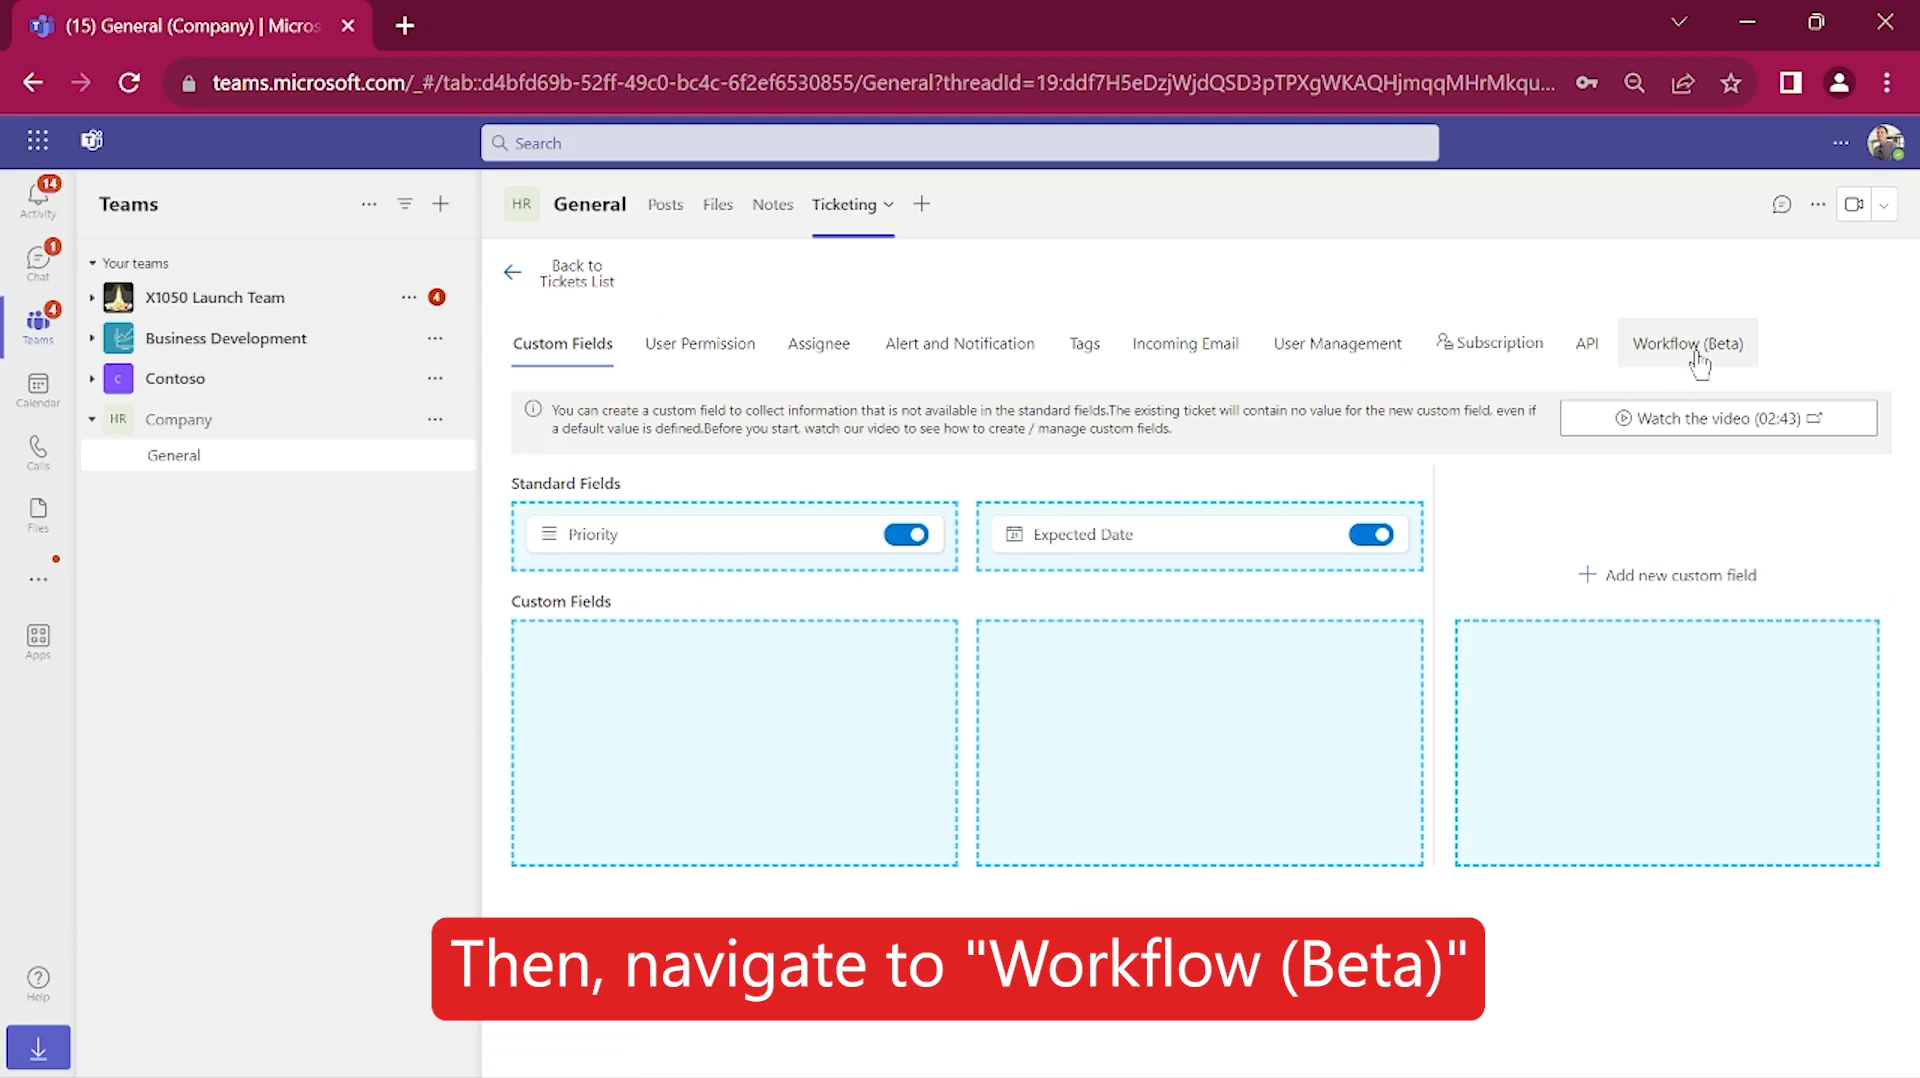 (15) General (Company) | Micros
teams.microsoft.com/_#/tab::d4bfd69b-52ff-49c0-bc4c-6f2ef6530855/General?threadId=19:ddf7H5eDzjWjdQSD3pTPXgWKAQHjmqqMHrMkqu...
Search
14
Activity
1
Chat
4
Teams
Calendar
Calls
Files
Apps
Help
Teams
Your teams
X1050 Launch Team
4
Business Development
C
Contoso
HR
Company
General
HR
General
Posts
Files
Notes
Ticketing
Back to
Tickets List
Custom Fields
User Permission
Assignee
Alert and Notification
Tags
Incoming Email
User Management
Subscription
API
Workflow (Beta)
You can create a custom field to collect information that is not available in the standard fields.The existing ticket will contain no value for the new custom field, even if
a default value is defined.Before you start, watch our video to see how to create / manage custom fields.
Watch the video (02:43)
Standard Fields
Priority
21
Expected Date
Add new custom field
Custom Fields
Then, navigate to "Workflow (Beta)"